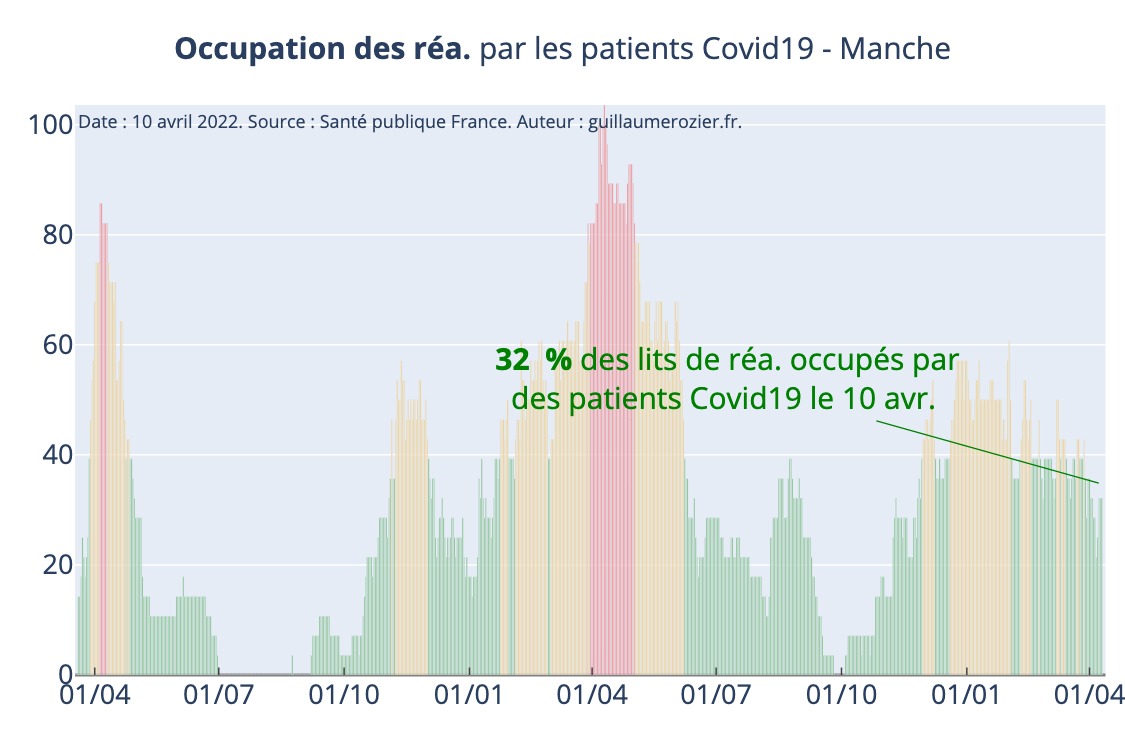 Occupation des réa. par les patients Covid19 - Manche
Date : 10 avril 2022. Source : Santé publique France. Auteur : guillaumerozier.fr.
100
80
60
40
20
0
32 % des lits de réa. occupés par
des patients Covid19 le 10 avr.
01/04 01/07 01/10 01/01 01/04 01/07 01/10 01/01 01/04